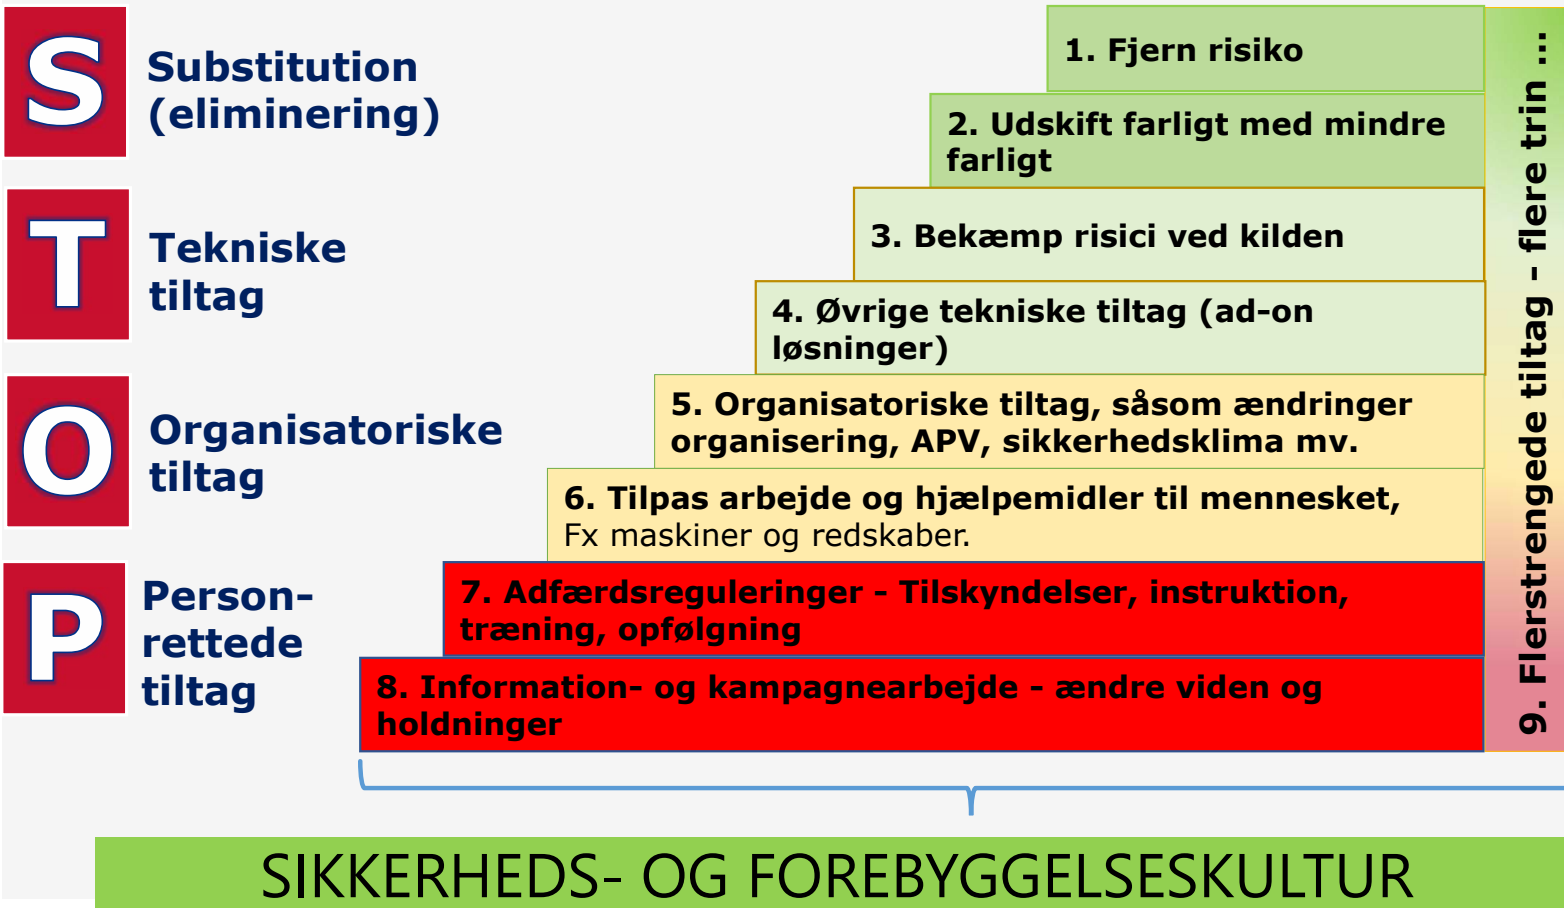 S
Substitution
(eliminering)
T
Tekniske
tiltag
O
Organisatoriske
tiltag
P
Person-
rettede
tiltag
1. Fjern risiko
2. Udskift farligt med mindre
farligt
3. Bekæmp risici ved kilden
4. Øvrige tekniske tiltag (ad-on
løsninger)
5. Organisatoriske tiltag, såsom ændringer
organisering, APV, sikkerhedsklima mv.
6. Tilpas arbejde og hjælpemidler til mennesket,
Fx maskiner og redskaber.
7. Adfærdsreguleringer - Tilskyndelser, instruktion,
træning, opfølgning
8. Information- og kampagnearbejde - ændre viden og
holdninger
9. Flerstrengede tiltag - flere trin ...
SIKKERHEDS- OG FOREBYGGELSESKULTUR